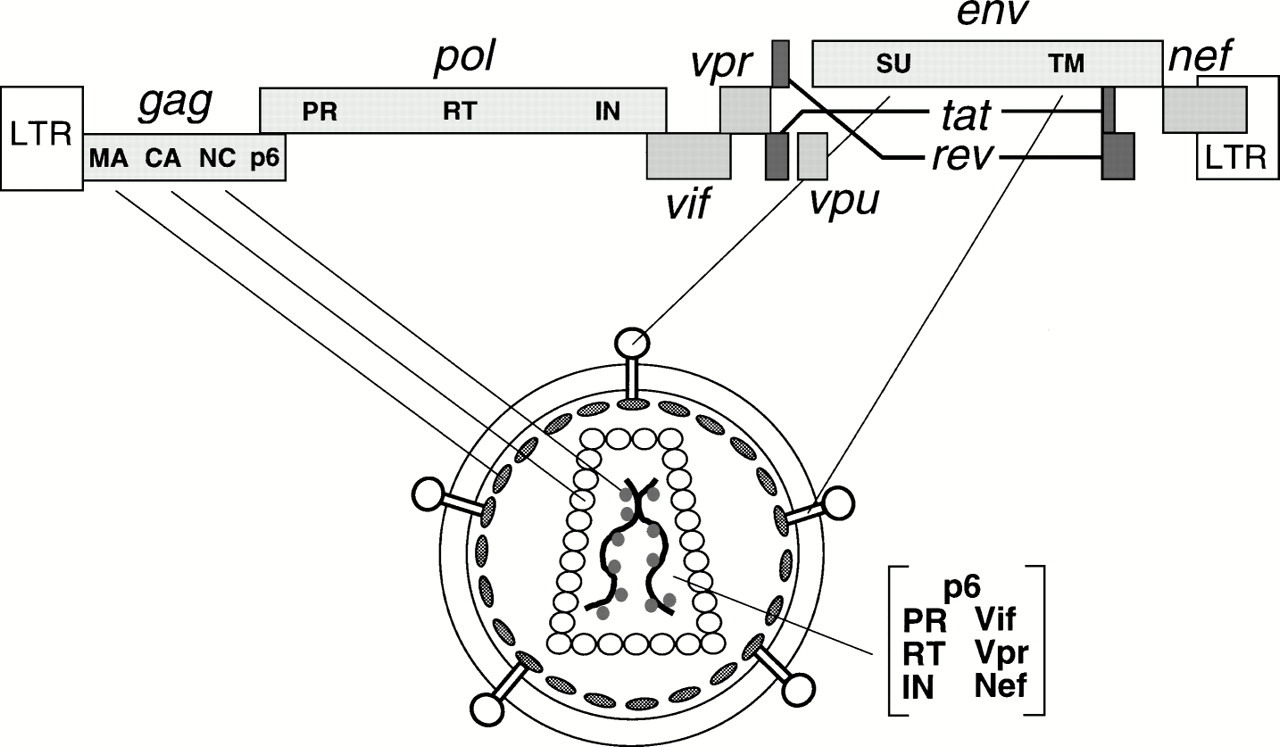 env
pol
vpr
SU
TM
nef
gag
PR
RT
IN
LTR
tat
MA CA NC p6
rev
LTR
vif
vpu
p6
PR Vif
RT Vpr
IN Nef